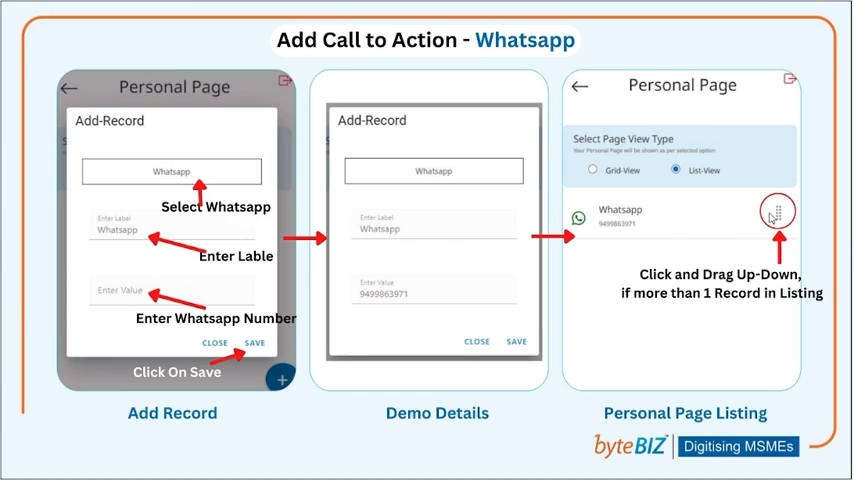 Add Call to Action - Whatsapp
Personal Page
Add-Record
Whatsapp
Select Whatsapp
Enter Label
Whatsapp
Enter Lable
Enter Value
Enter Whatsapp Number
CLOSE SAVE
Click On Save
Add Record
Add-Record
Whatsapp
Enter Label
Whatsapp
Enter Value
9499863971
CLOSE SAVE
Demo Details
Personal Page
Select Page View Type
Your Personal Page will be shown as per selected option
Grid-View List-View
Whatsapp
9499863971
Click and Drag Up-Down,
if more than 1 Record in Listing
Personal Page Listing
byteBIZ Digitising MSMEs